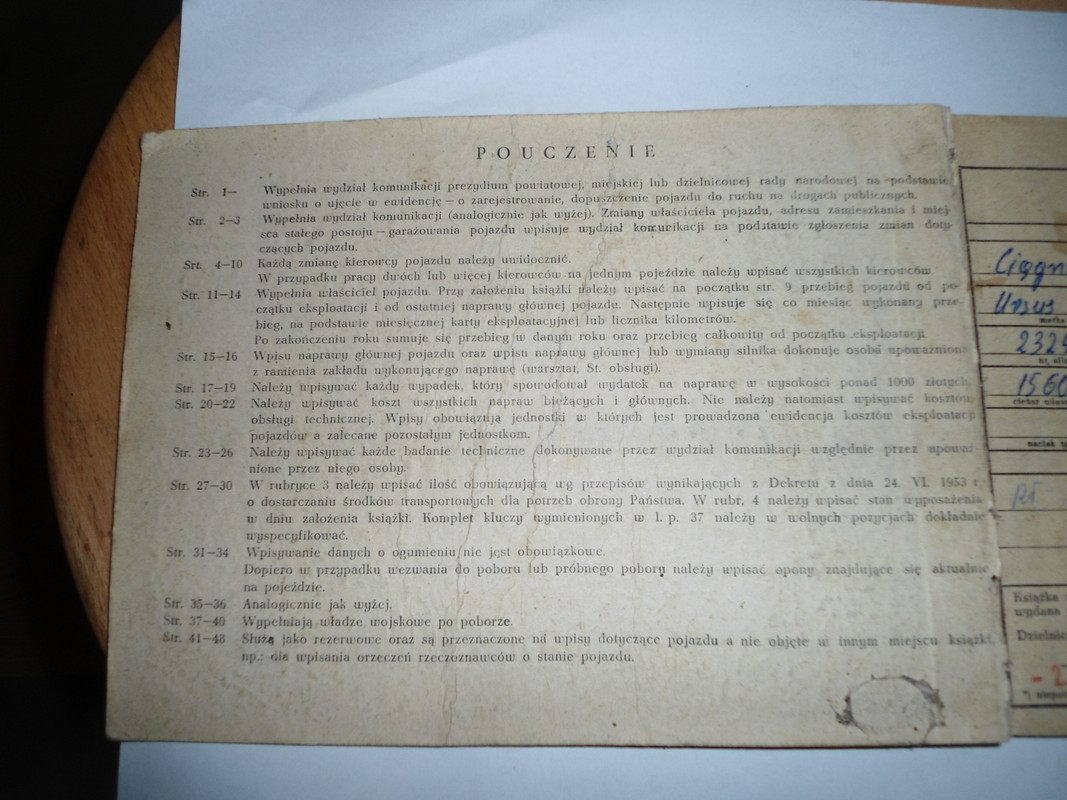 POUCZENIE
Str. 1— Wypełnia wydział komunikacji prezydium powiatowej, miejskiej lub dzielnicowej rady narodowej na podstawie
wniosku o ujęcie w ewidencję — o zarejestrowanie, dopuszczenie pojazdu do ruchu na drogach publicznych.
Str. 2—3 Wypełnia wydział komunikacji (analogicznie jak wyżej). Zmiany właściciela pojazdu, adresu zamieszkania i miej-
sca stałego postoju — garażowania pojazdu wpisuje wydział komunikacji na podstawie zgłoszenia zmian doty-
czących pojazdu.
Srt. 4—10 Każdą zmianę kierowcy pojazdu należy uwidocznić.
W przypadku pracy dwóch lub więcej kierowców na jednym pojeździe należy wpisać wszystkich kierowców.
Str. 11—14 Wypełnia właściciel pojazdu. Przy założeniu książki należy wpisać na początku str. 9 przebieg pojazdu od po-
czątku eksploatacji i od ostatniej naprawy głównej pojazdu. Następnie wpisuje się co miesiąc wykonany prze-
bieg, na podstawie miesięcznej karty eksploatacyjnej lub licznika kilometrów.
Po zakończeniu roku sumuje się przebieg w danym roku oraz przebieg całkowity od początku eksploatacji.
Str. 15—16 Wpisu naprawy głównej pojazdu oraz wpisu naprawy głównej lub wymiany silnika dokonuje osoba upoważniona
z ramienia zakładu wykonującego naprawę (warsztat, St. obsługi).
Str. 17—19 Należy wpisywać każdy wypadek, który spowodował wydatek na naprawę w wysokości ponad 1000 złotych.
Str. 20—22 Należy wpisywać koszt wszystkich napraw bieżących i głównych. Nie należy natomiast wpisywać kosztów
obsługi technicznej. Wpisy obowiązują jednostki w których jest prowadzona ewidencja kosztów eksploatacji
pojazdów a zalecane pozostałym jednostkom.
Str. 23—26 Należy wpisywać każde badanie techniczne dokonywane przez wydział komunikacji względnie przez upoważ-
nione przez niego osoby.
Str. 27—30 W rubryce 3 należy wpisać ilość obowiązującą wg przepisów wynikających z Dekretu z dnia 24. VI. 1953 r.
o dostarczaniu środków transportowych dla potrzeb obrony Państwa. W rubr. 4 należy wpisać stan wyposażenia
w dniu założenia książki. Komplet kluczy wymienionych w l. p. 37 należy w wolnych pozycjach dokładnie
wyspecyfikować.
Str. 31—34 Wpisywanie danych o ogumieniu nie jest obowiązkowe.
Dopiero w przypadku wezwania do poboru lub próbnego poboru należy wpisać opony znajdujące się aktualnie
na pojeździe.
Str. 35—36 Analogicznie jak wyżej.
Str. 37—40 Wypełniają władze wojskowe po poborze.
Str. 41—48 Służą jako rezerwowe oraz są przeznaczone na wpisy dotyczące pojazdu a nie objęte w innym miejscu książki,
np.: dla wpisania orzeczeń rzeczoznawców o stanie pojazdu.
Ciągn
Ursus
marka
232
1560
ciężar
nacisk
Książka
wydana
Dzielnic